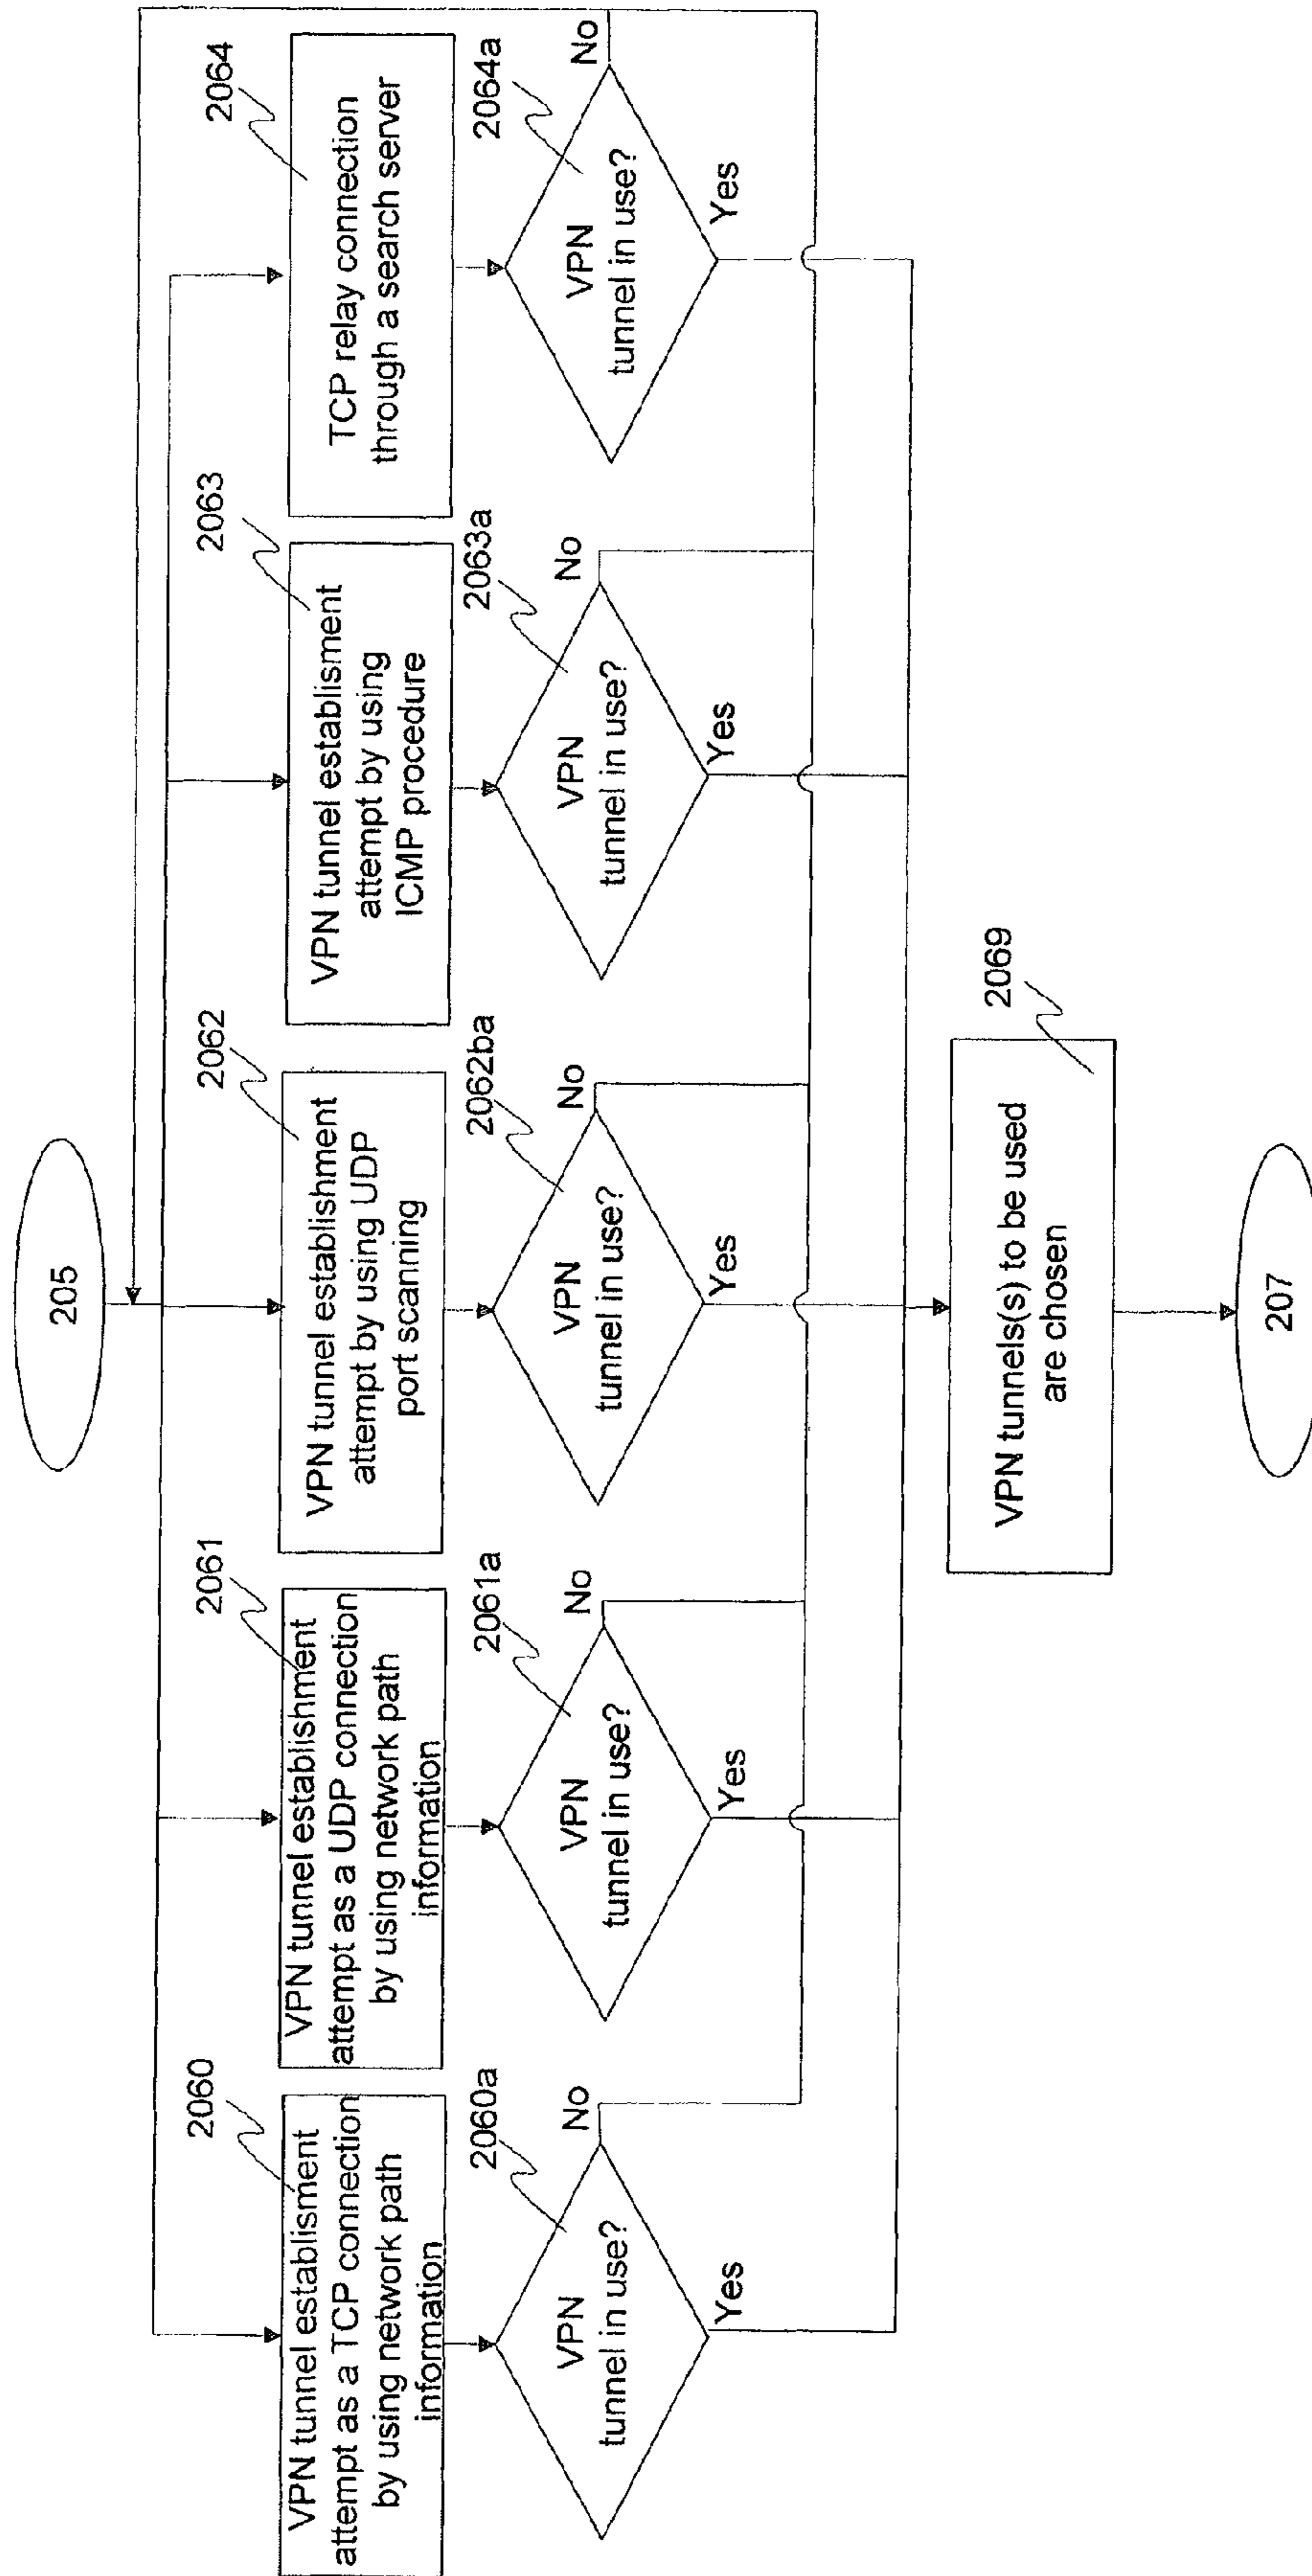 205
2060
VPN tunnel establisment
attempt as a TCP connection
by using network path
information
2061
VPN tunnel establishment
attempt as a UDP connection
by using network path
information
2062
VPN tunnel establishment
attempt by using UDP
port scanning
2063
VPN tunnel establisment
attempt by using
ICMP procedure
2064
TCP relay connection
through a search server
2060a
VPN
tunnel in use?
No
Yes
2061a
VPN
tunnel in use?
No
Yes
2062ba
VPN
tunnel in use?
No
Yes
2063a
VPN
tunnel in use?
No
Yes
2064a
VPN
tunnel in use?
No
Yes
2069
VPN tunnels(s) to be used
are chosen
207